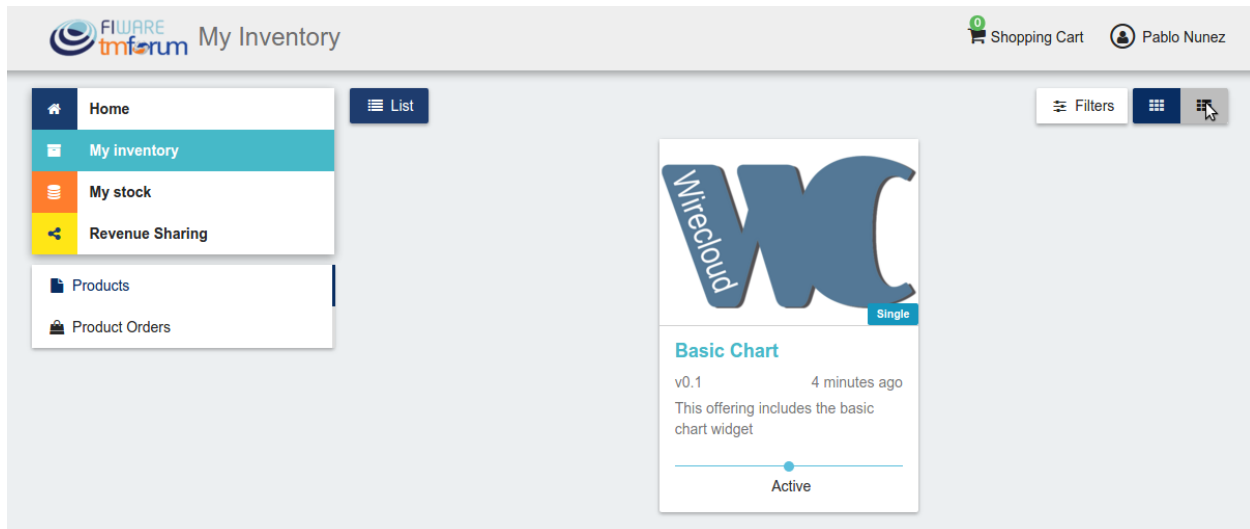 FIWARE
tmforum
My Inventory
0
Shopping Cart
Pablo Nunez
Home
My inventory
My stock
Revenue Sharing
Products
Product Orders
List
Filters
Wirecloud
WC
Single
Basic Chart
v0.1 4 minutes ago
This offering includes the basic
chart widget
Active